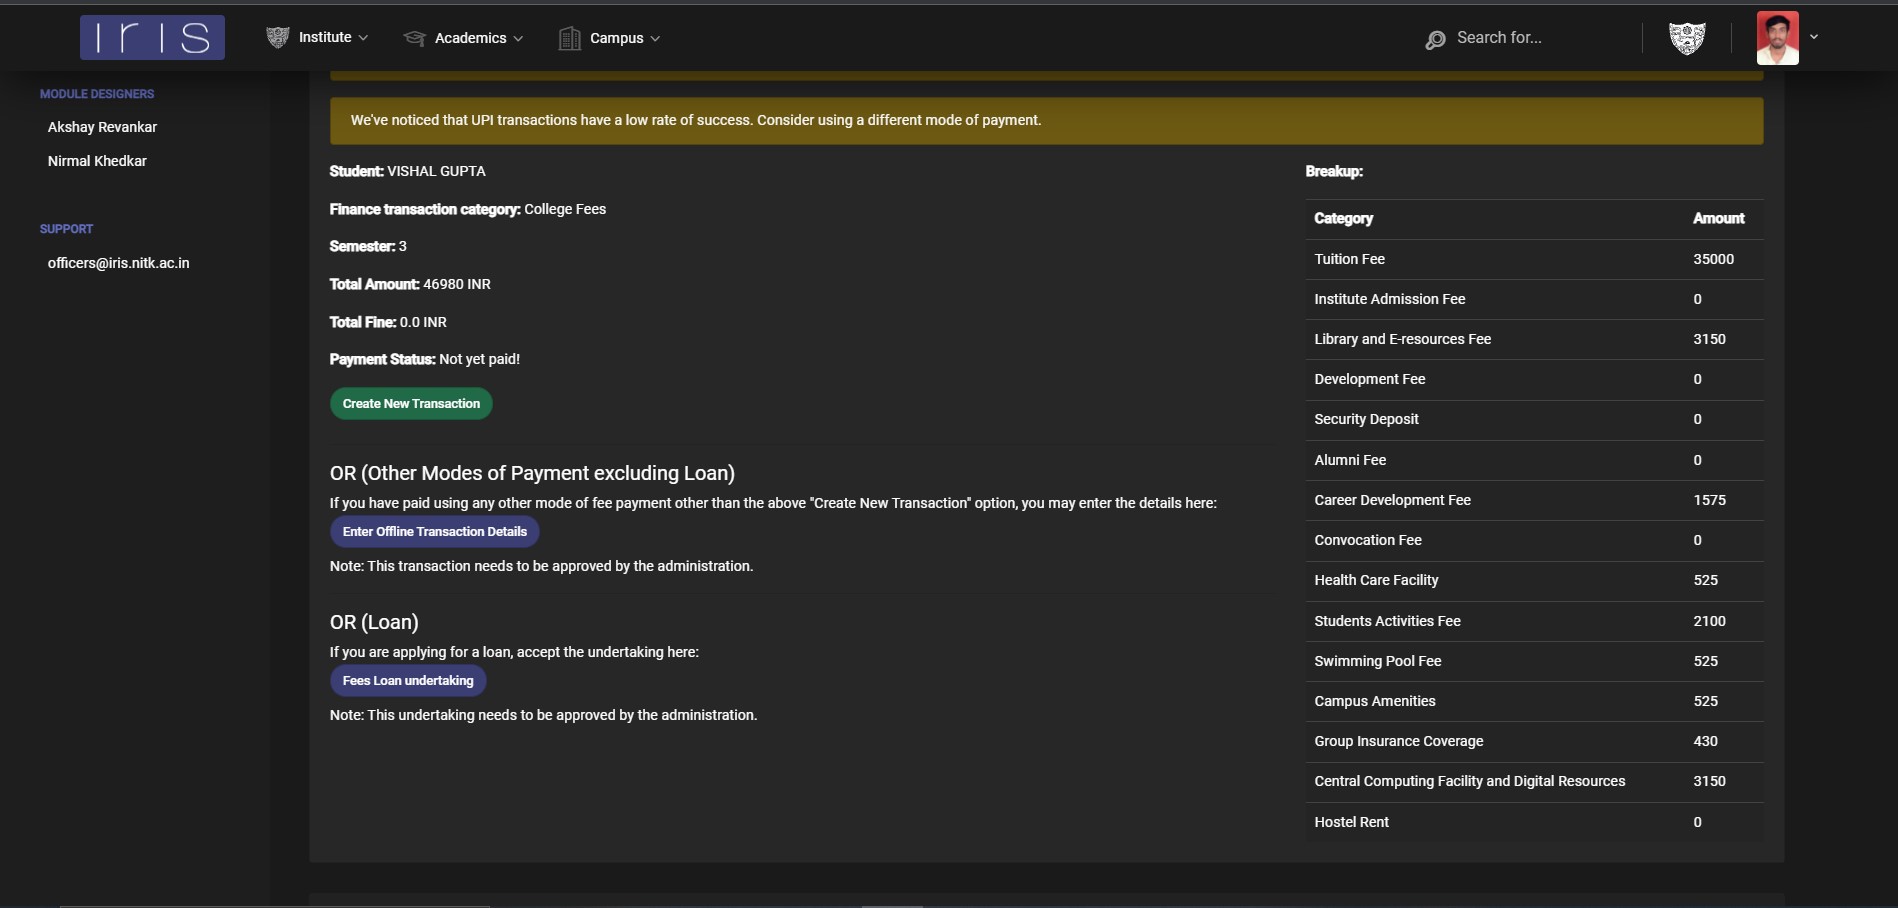 Iris
Institute
Academics
Campus
Search for...
MODULE DESIGNERS
Akshay Revankar
Nirmal Khedkar
SUPPORT
officers@iris.nitk.ac.in
We've noticed that UPI transactions have a low rate of success. Consider using a different mode of payment.
Student: VISHAL GUPTA
Finance transaction category: College Fees
Semester: 3
Total Amount: 46980 INR
Total Fine: 0.0 INR
Payment Status: Not yet paid!
Create New Transaction
OR (Other Modes of Payment excluding Loan)
If you have paid using any other mode of fee payment other than the above "Create New Transaction" option, you may enter the details here:
Enter Offline Transaction Details
Note: This transaction needs to be approved by the administration.
OR (Loan)
If you are applying for a loan, accept the undertaking here:
Fees Loan undertaking
Note: This undertaking needs to be approved by the administration.
Breakup:
Category Amount
Tuition Fee 35000
Institute Admission Fee 0
Library and E-resources Fee 3150
Development Fee 0
Security Deposit 0
Alumni Fee 0
Career Development Fee 1575
Convocation Fee 0
Health Care Facility 525
Students Activities Fee 2100
Swimming Pool Fee 525
Campus Amenities 525
Group Insurance Coverage 430
Central Computing Facility and Digital Resources 3150
Hostel Rent 0